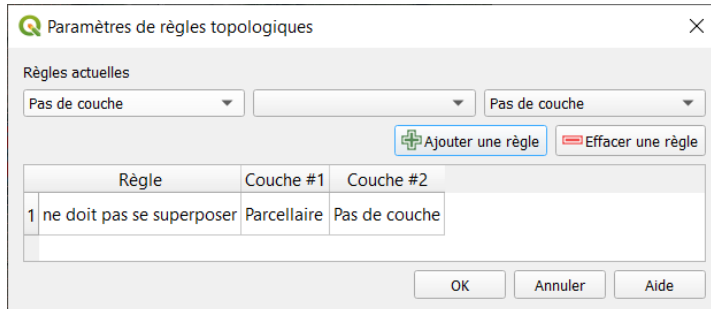 Paramètres de règles topologiques
Règles actuelles
Pas de couche Pas de couche
Ajouter une règle Effacer une règle
Règle Couche #1 Couche #2
1 ne doit pas se superposer Parcellaire Pas de couche
OK Annuler Aide